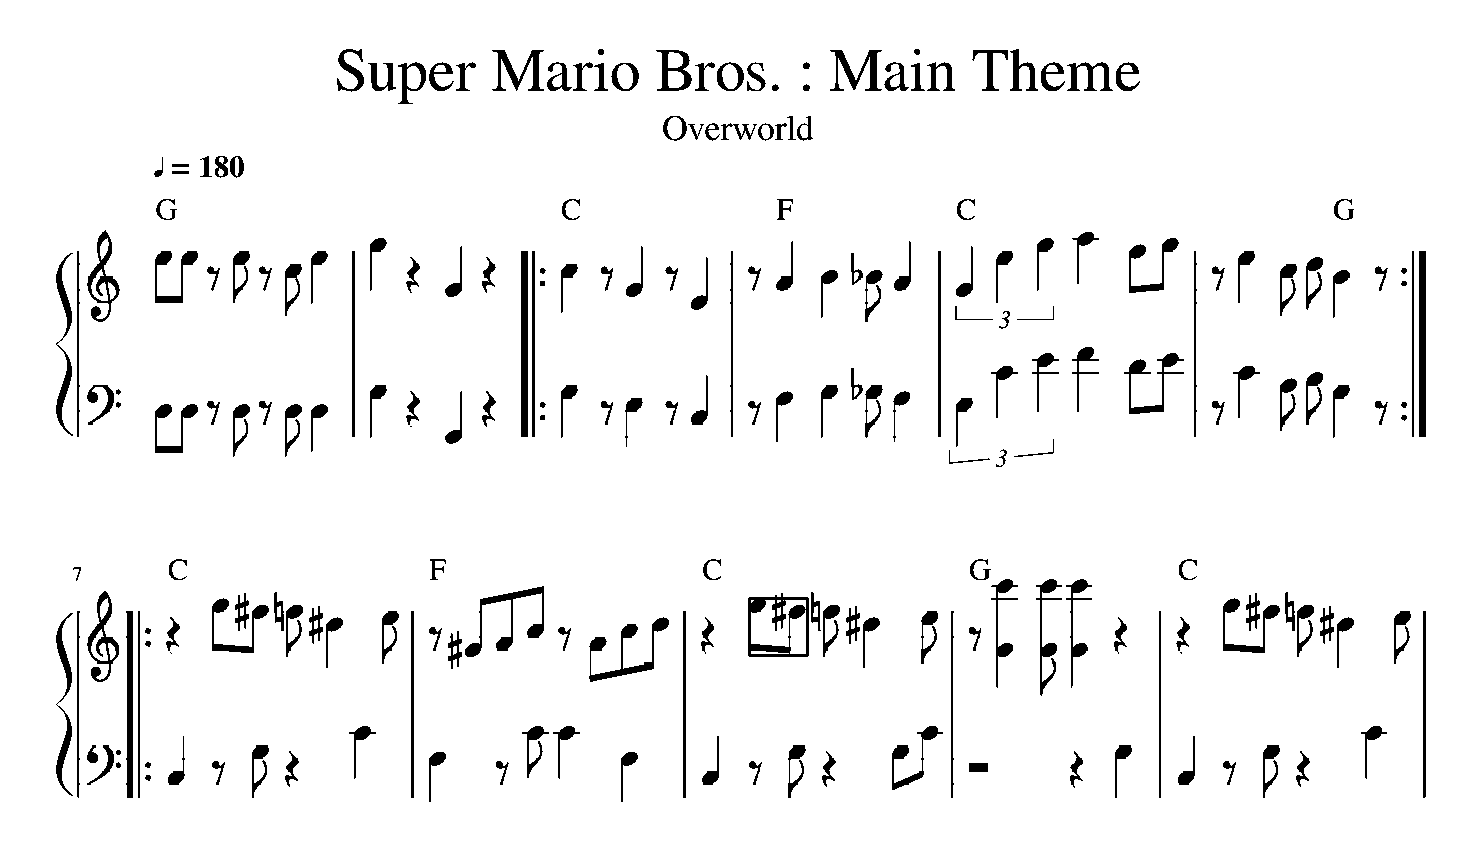 Super Mario Bros. : Main Theme
Overworld
♩ = 180
G C F C G
3
3
7 C F C G C